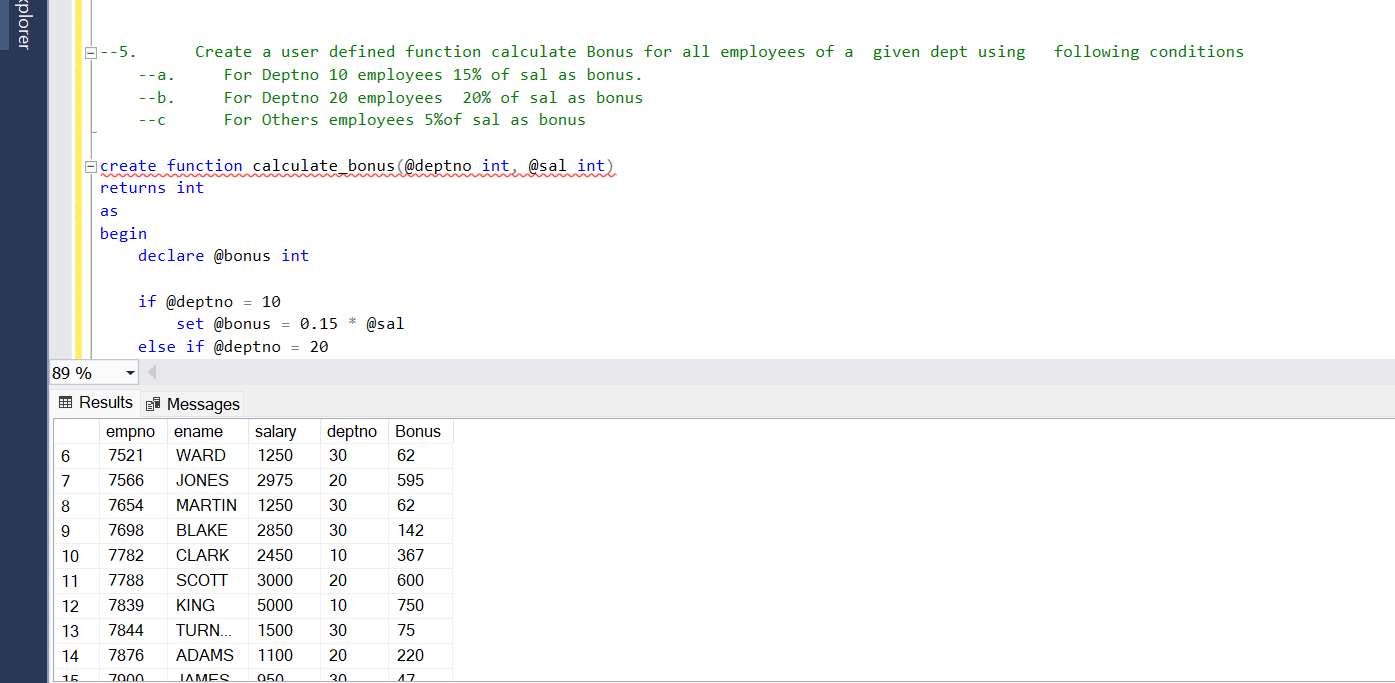 xplorer
--5. Create a user defined function calculate Bonus for all employees of a given dept using following conditions
--a. For Deptno 10 employees 15% of sal as bonus.
--b. For Deptno 20 employees 20% of sal as bonus
--c For Others employees 5%of sal as bonus
create function calculate_bonus(@deptno int, @sal int)
returns int
as
begin
declare @bonus int
if @deptno = 10
set @bonus = 0.15 * @sal
else if @deptno = 20
89 %
Results Messages
empno ename salary deptno Bonus
6 7521 WARD 1250 30 62
7 7566 JONES 2975 20 595
8 7654 MARTIN 1250 30 62
9 7698 BLAKE 2850 30 142
10 7782 CLARK 2450 10 367
11 7788 SCOTT 3000 20 600
12 7839 KING 5000 10 750
13 7844 TURN... 1500 30 75
14 7876 ADAMS 1100 20 220
15 7900 JAMES 950 30 47